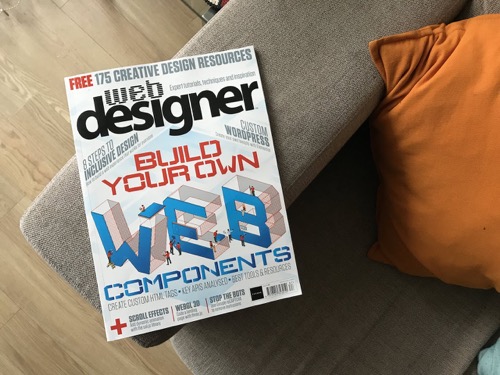 FREE 175 CREATIVE DESIGN RESOURCES
Expert tutorials, techniques and inspiration
web
designer
8 STEPS TO
INCLUSIVE DESIGN
CUSTOM
WORDPRESS
BUILD
YOUR OWN
WEB
COMPONENTS
CREATE CUSTOM HTML TAGS • KEY APIS ANALYSED • BEST TOOLS & RESOURCES
+
SCROLL EFFECTS
WEBGL 3D
STOP THE BOTS